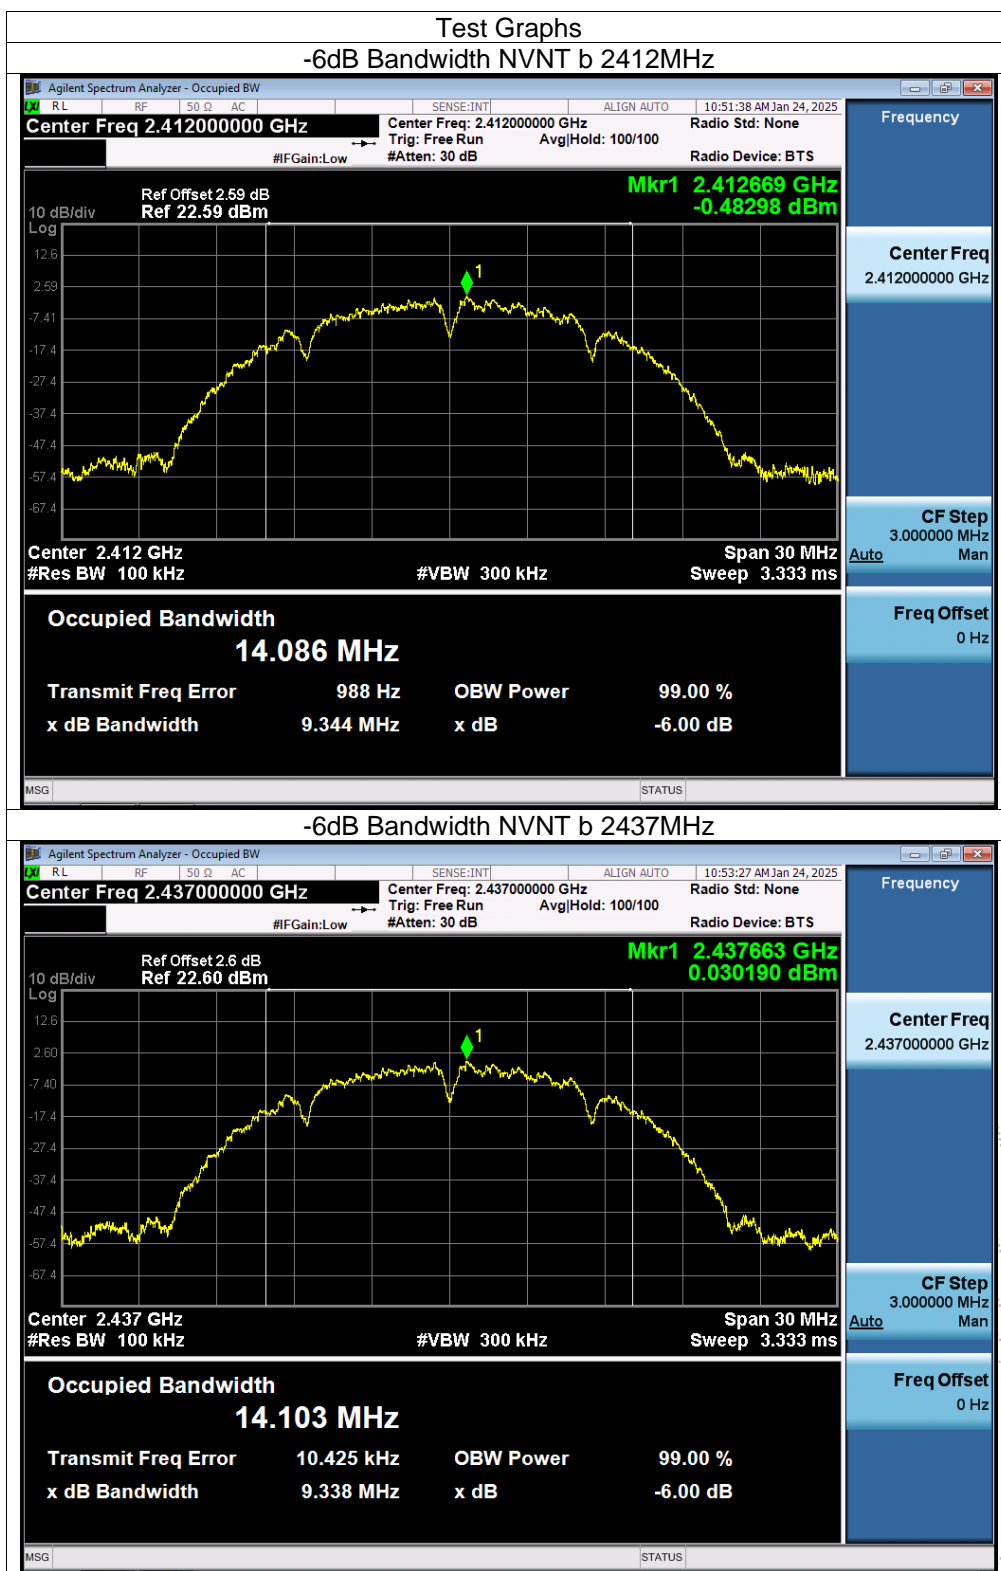 Test Graphs
-6dB Bandwidth NVNT b 2412MHz
Agilent Spectrum Analyzer - Occupied BW
LXI RL RF 50 Ω AC SENSE:INT ALIGN AUTO 10:51:38 AM Jan 24, 2025
Center Freq 2.412000000 GHz
Center Freq: 2.412000000 GHz
Radio Std: None
Trig: Free Run Avg|Hold: 100/100
#IFGain:Low
#Atten: 30 dB
Radio Device: BTS
Frequency
Mkr1 2.412669 GHz
-0.48298 dBm
Ref Offset 2.59 dB
10 dB/div Ref 22.59 dBm
Log
12.6
2.59
-7.41
-17.4
-27.4
-37.4
-47.4
-57.4
-67.4
1
Center Freq
2.412000000 GHz
CF Step
3.000000 MHz
Auto Man
Freq Offset
0 Hz
Center 2.412 GHz Span 30 MHz
#Res BW 100 kHz #VBW 300 kHz Sweep 3.333 ms
Occupied Bandwidth
14.086 MHz
Transmit Freq Error 988 Hz OBW Power 99.00 %
x dB Bandwidth 9.344 MHz x dB -6.00 dB
MSG STATUS
-6dB Bandwidth NVNT b 2437MHz
Agilent Spectrum Analyzer - Occupied BW
LXI RL RF 50 Ω AC SENSE:INT ALIGN AUTO 10:53:27 AM Jan 24, 2025
Center Freq 2.437000000 GHz
Center Freq: 2.437000000 GHz
Radio Std: None
Trig: Free Run Avg|Hold: 100/100
#IFGain:Low
#Atten: 30 dB
Radio Device: BTS
Frequency
Mkr1 2.437663 GHz
0.030190 dBm
Ref Offset 2.6 dB
10 dB/div Ref 22.60 dBm
Log
12.6
2.60
-7.40
-17.4
-27.4
-37.4
-47.4
-57.4
-67.4
1
Center Freq
2.437000000 GHz
CF Step
3.000000 MHz
Auto Man
Freq Offset
0 Hz
Center 2.437 GHz Span 30 MHz
#Res BW 100 kHz #VBW 300 kHz Sweep 3.333 ms
Occupied Bandwidth
14.103 MHz
Transmit Freq Error 10.425 kHz OBW Power 99.00 %
x dB Bandwidth 9.338 MHz x dB -6.00 dB
MSG STATUS